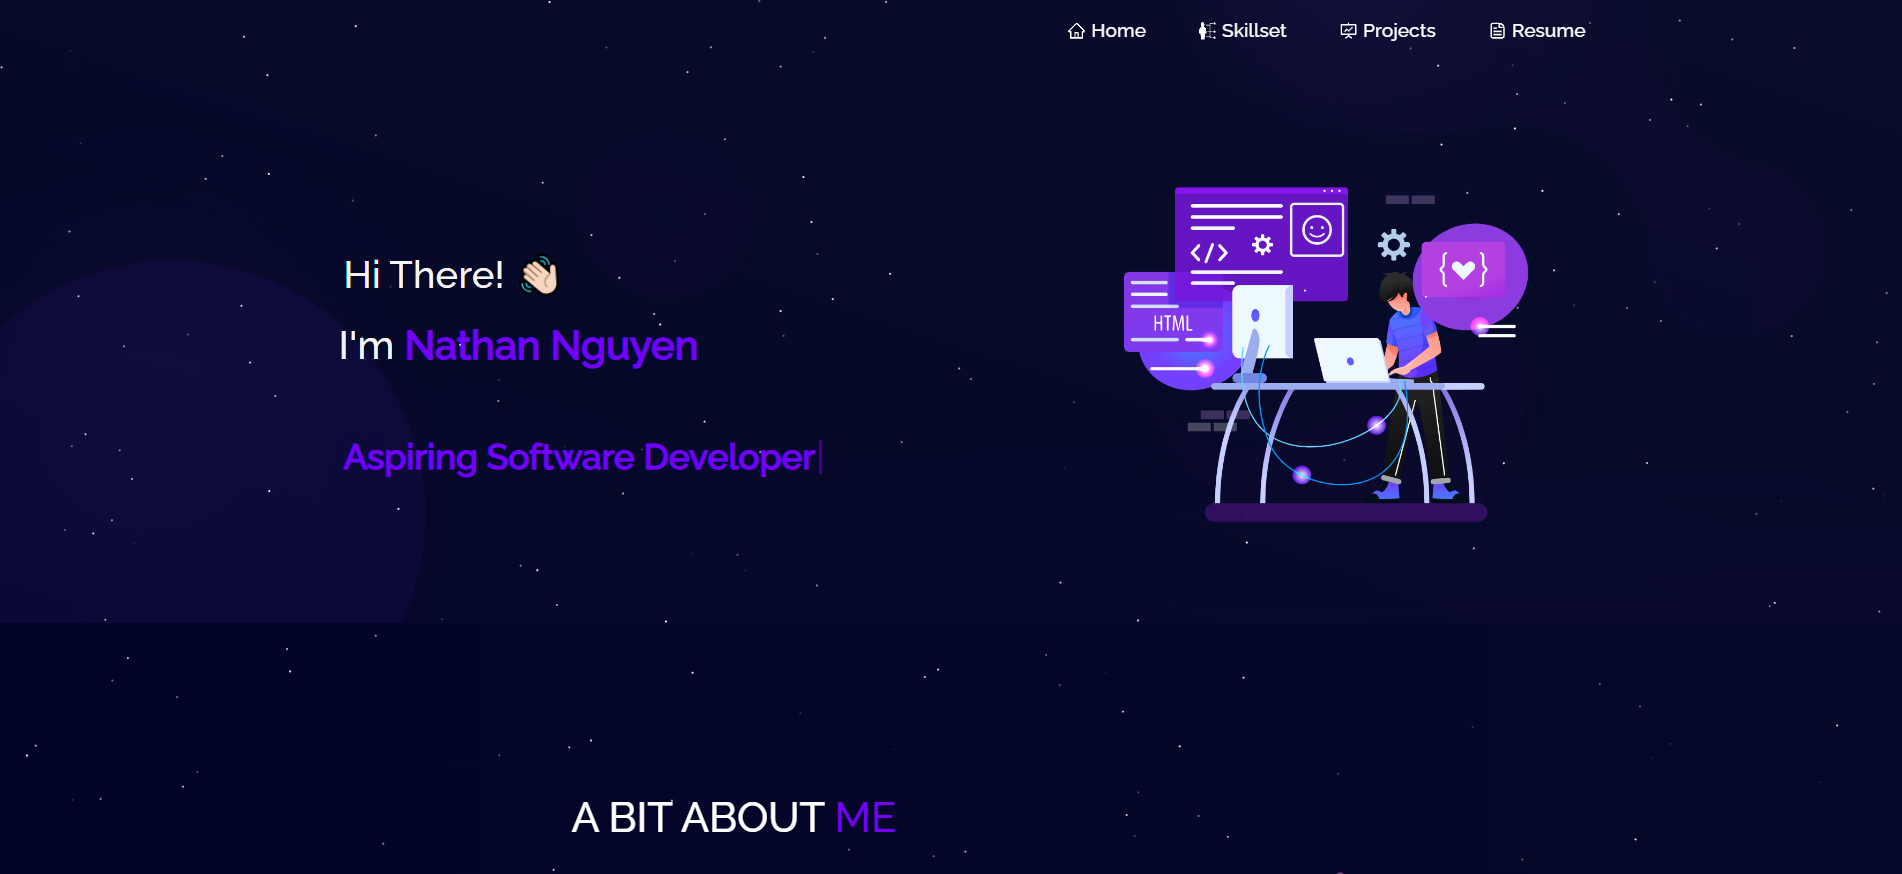 Home Skillset Projects Resume
Hi There! 👋🏻
I'm Nathan Nguyen
Aspiring Software Developer
</>
HTML
{♥}
A BIT ABOUT ME